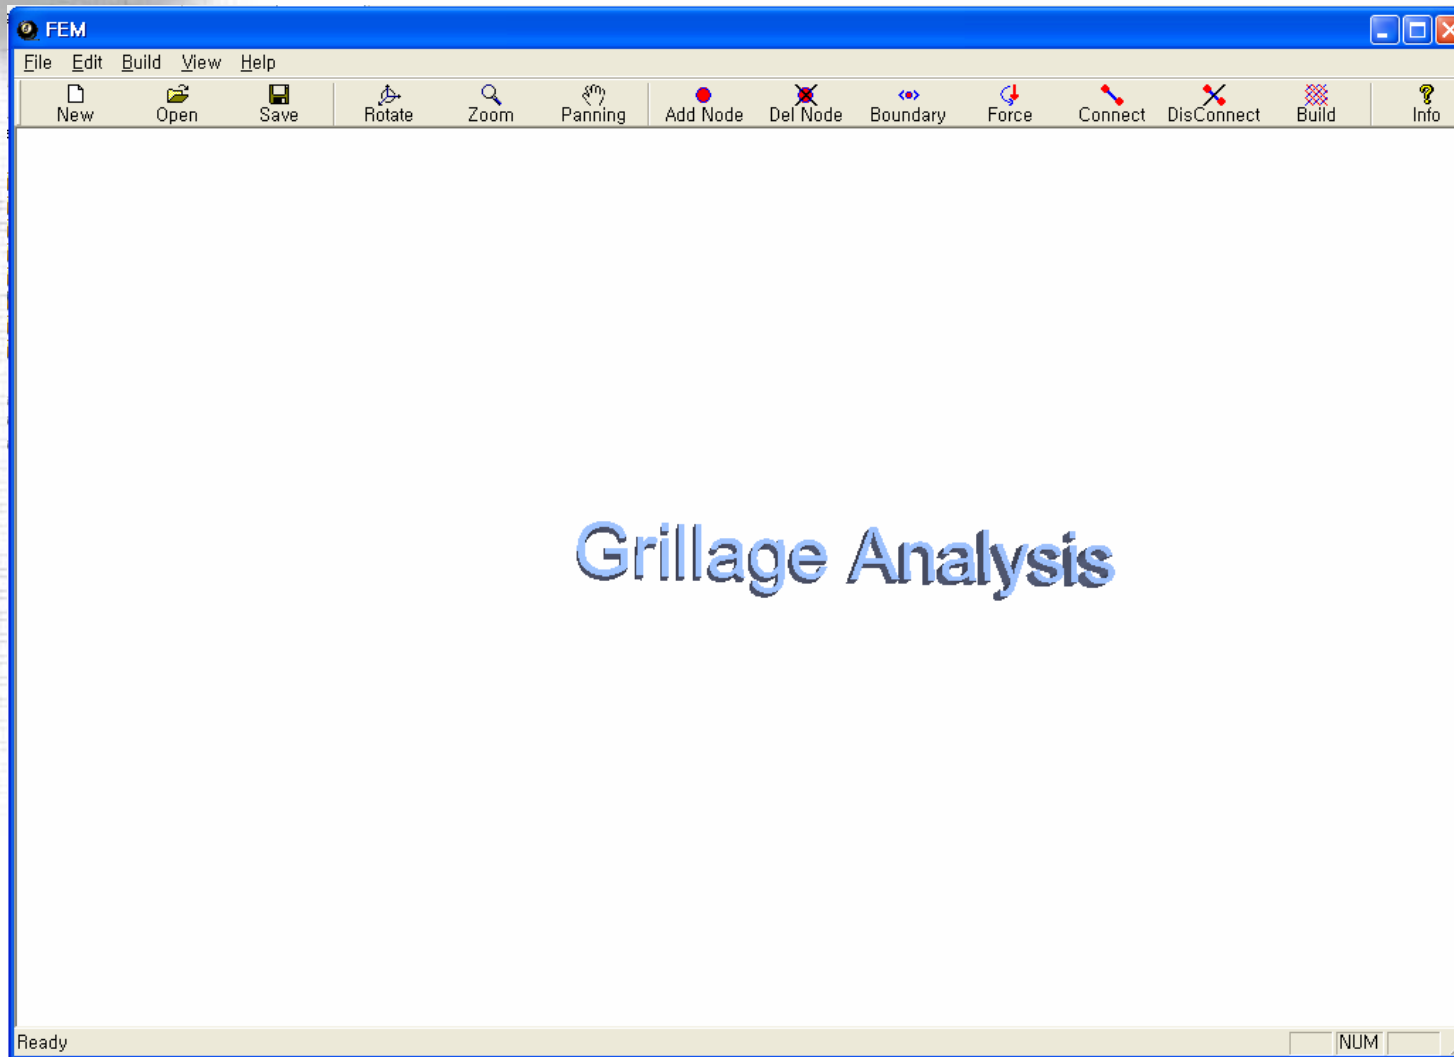 FEM
File Edit Build View Help
New Open Save Rotate Zoom Panning Add Node Del Node Boundary Force Connect DisConnect Build Info
Grillage Analysis
Ready NUM